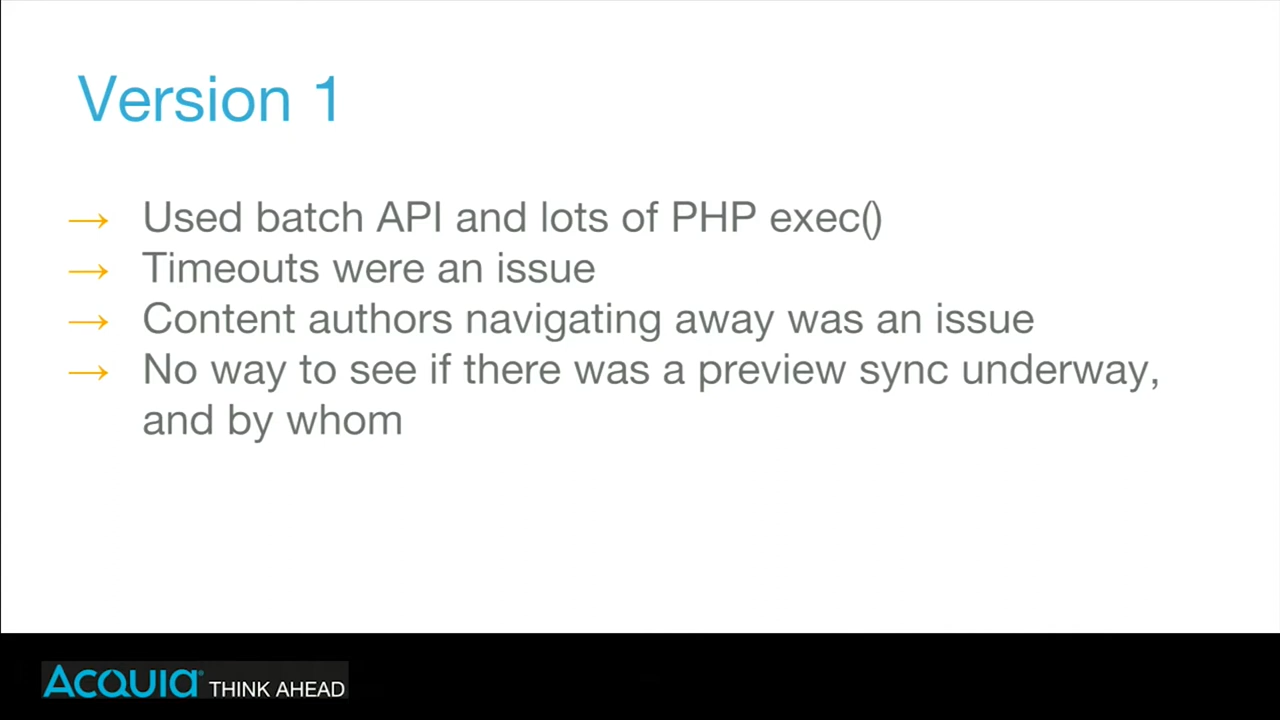 Version 1
→ Used batch API and lots of PHP exec()
→ Timeouts were an issue
→ Content authors navigating away was an issue
→ No way to see if there was a preview sync underway,
and by whom
ACQUIA® THINK AHEAD